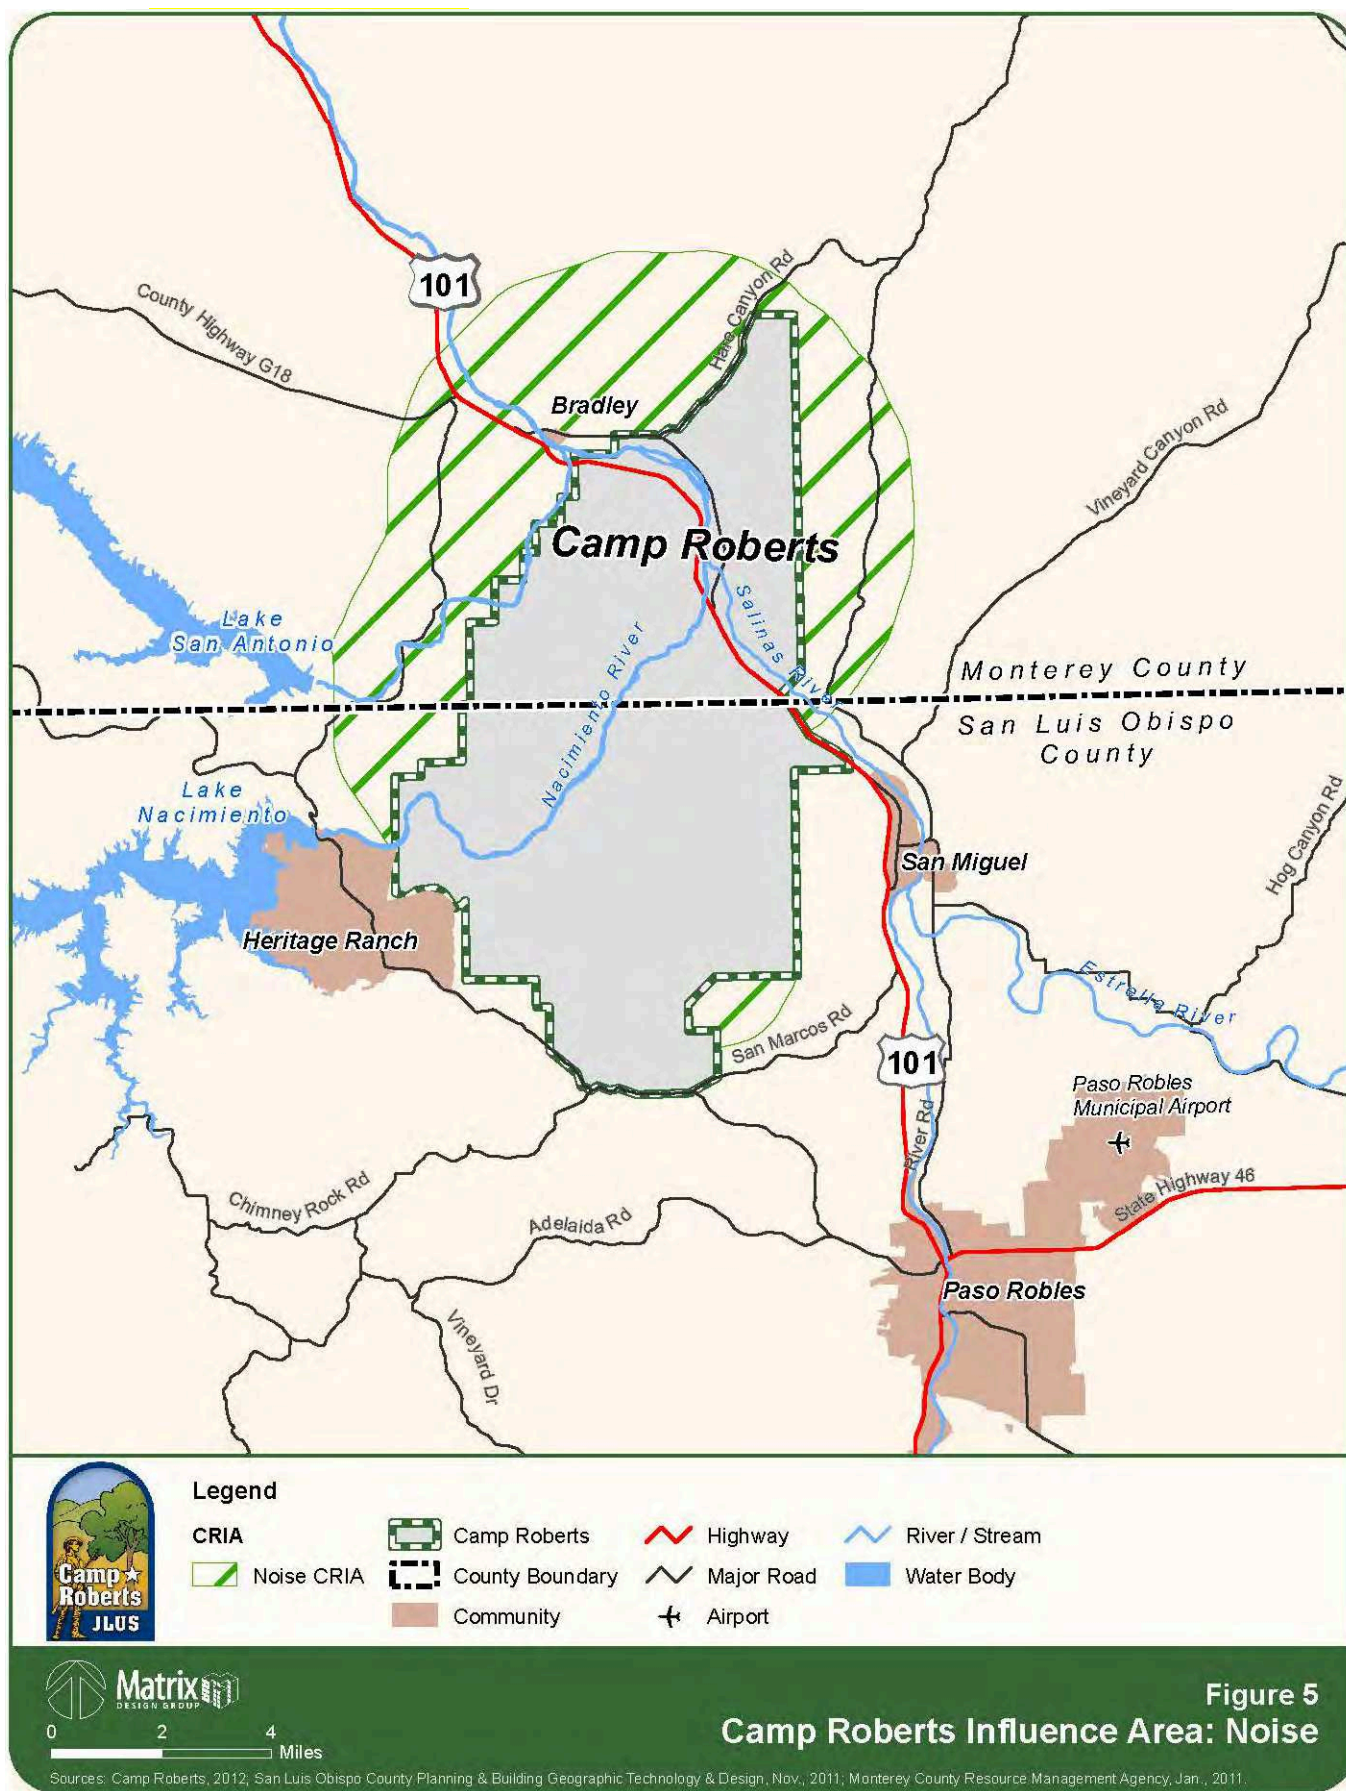 101
County Highway G18
Hare Canyon Rd
Bradley
Vineyard Canyon Rd
Camp Roberts
Salinas River
Lake
San Antonio
Nacimiento River
Monterey County
San Luis Obispo
County
Lake
Nacimiento
Hog Canyon Rd
San Miguel
Heritage Ranch
Estrella River
San Marcos Rd
101
Paso Robles
Municipal Airport
River Rd
State Highway 46
Chimney Rock Rd
Adelaida Rd
Paso Robles
Vineyard Dr
Legend
CRIA
Noise CRIA
Camp Roberts
County Boundary
Community
Highway
Major Road
Airport
River / Stream
Water Body
Camp
Roberts
JLUS
Matrix
DESIGN GROUP
0 2 4
Miles
Figure 5
Camp Roberts Influence Area: Noise
Sources: Camp Roberts, 2012; San Luis Obispo County Planning & Building Geographic Technology & Design, Nov., 2011; Monterey County Resource Management Agency, Jan., 2011